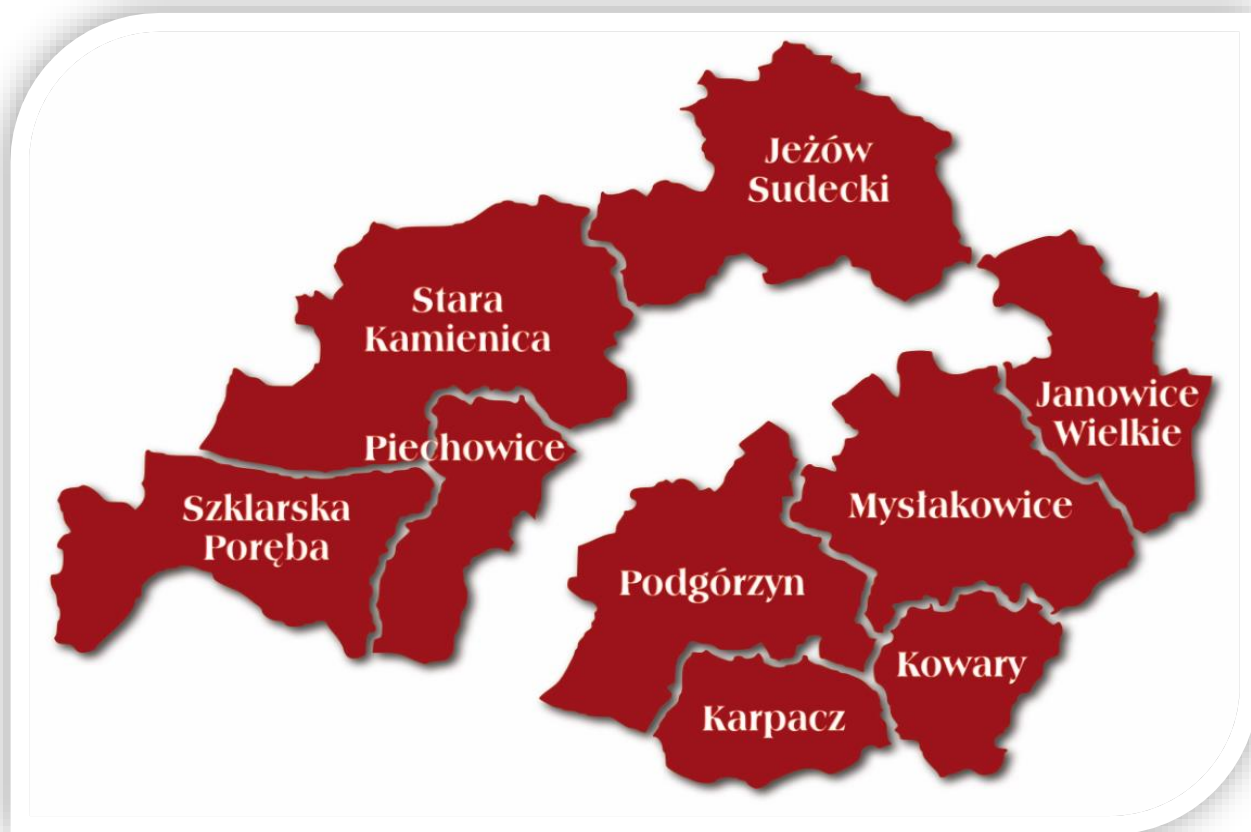 Jeżów
Sudecki
Stara
Kamienica
Janowice
Wielkie
Piechowice
Szklarska
Poręba
Mysłakowice
Podgórzyn
Kowary
Karpacz